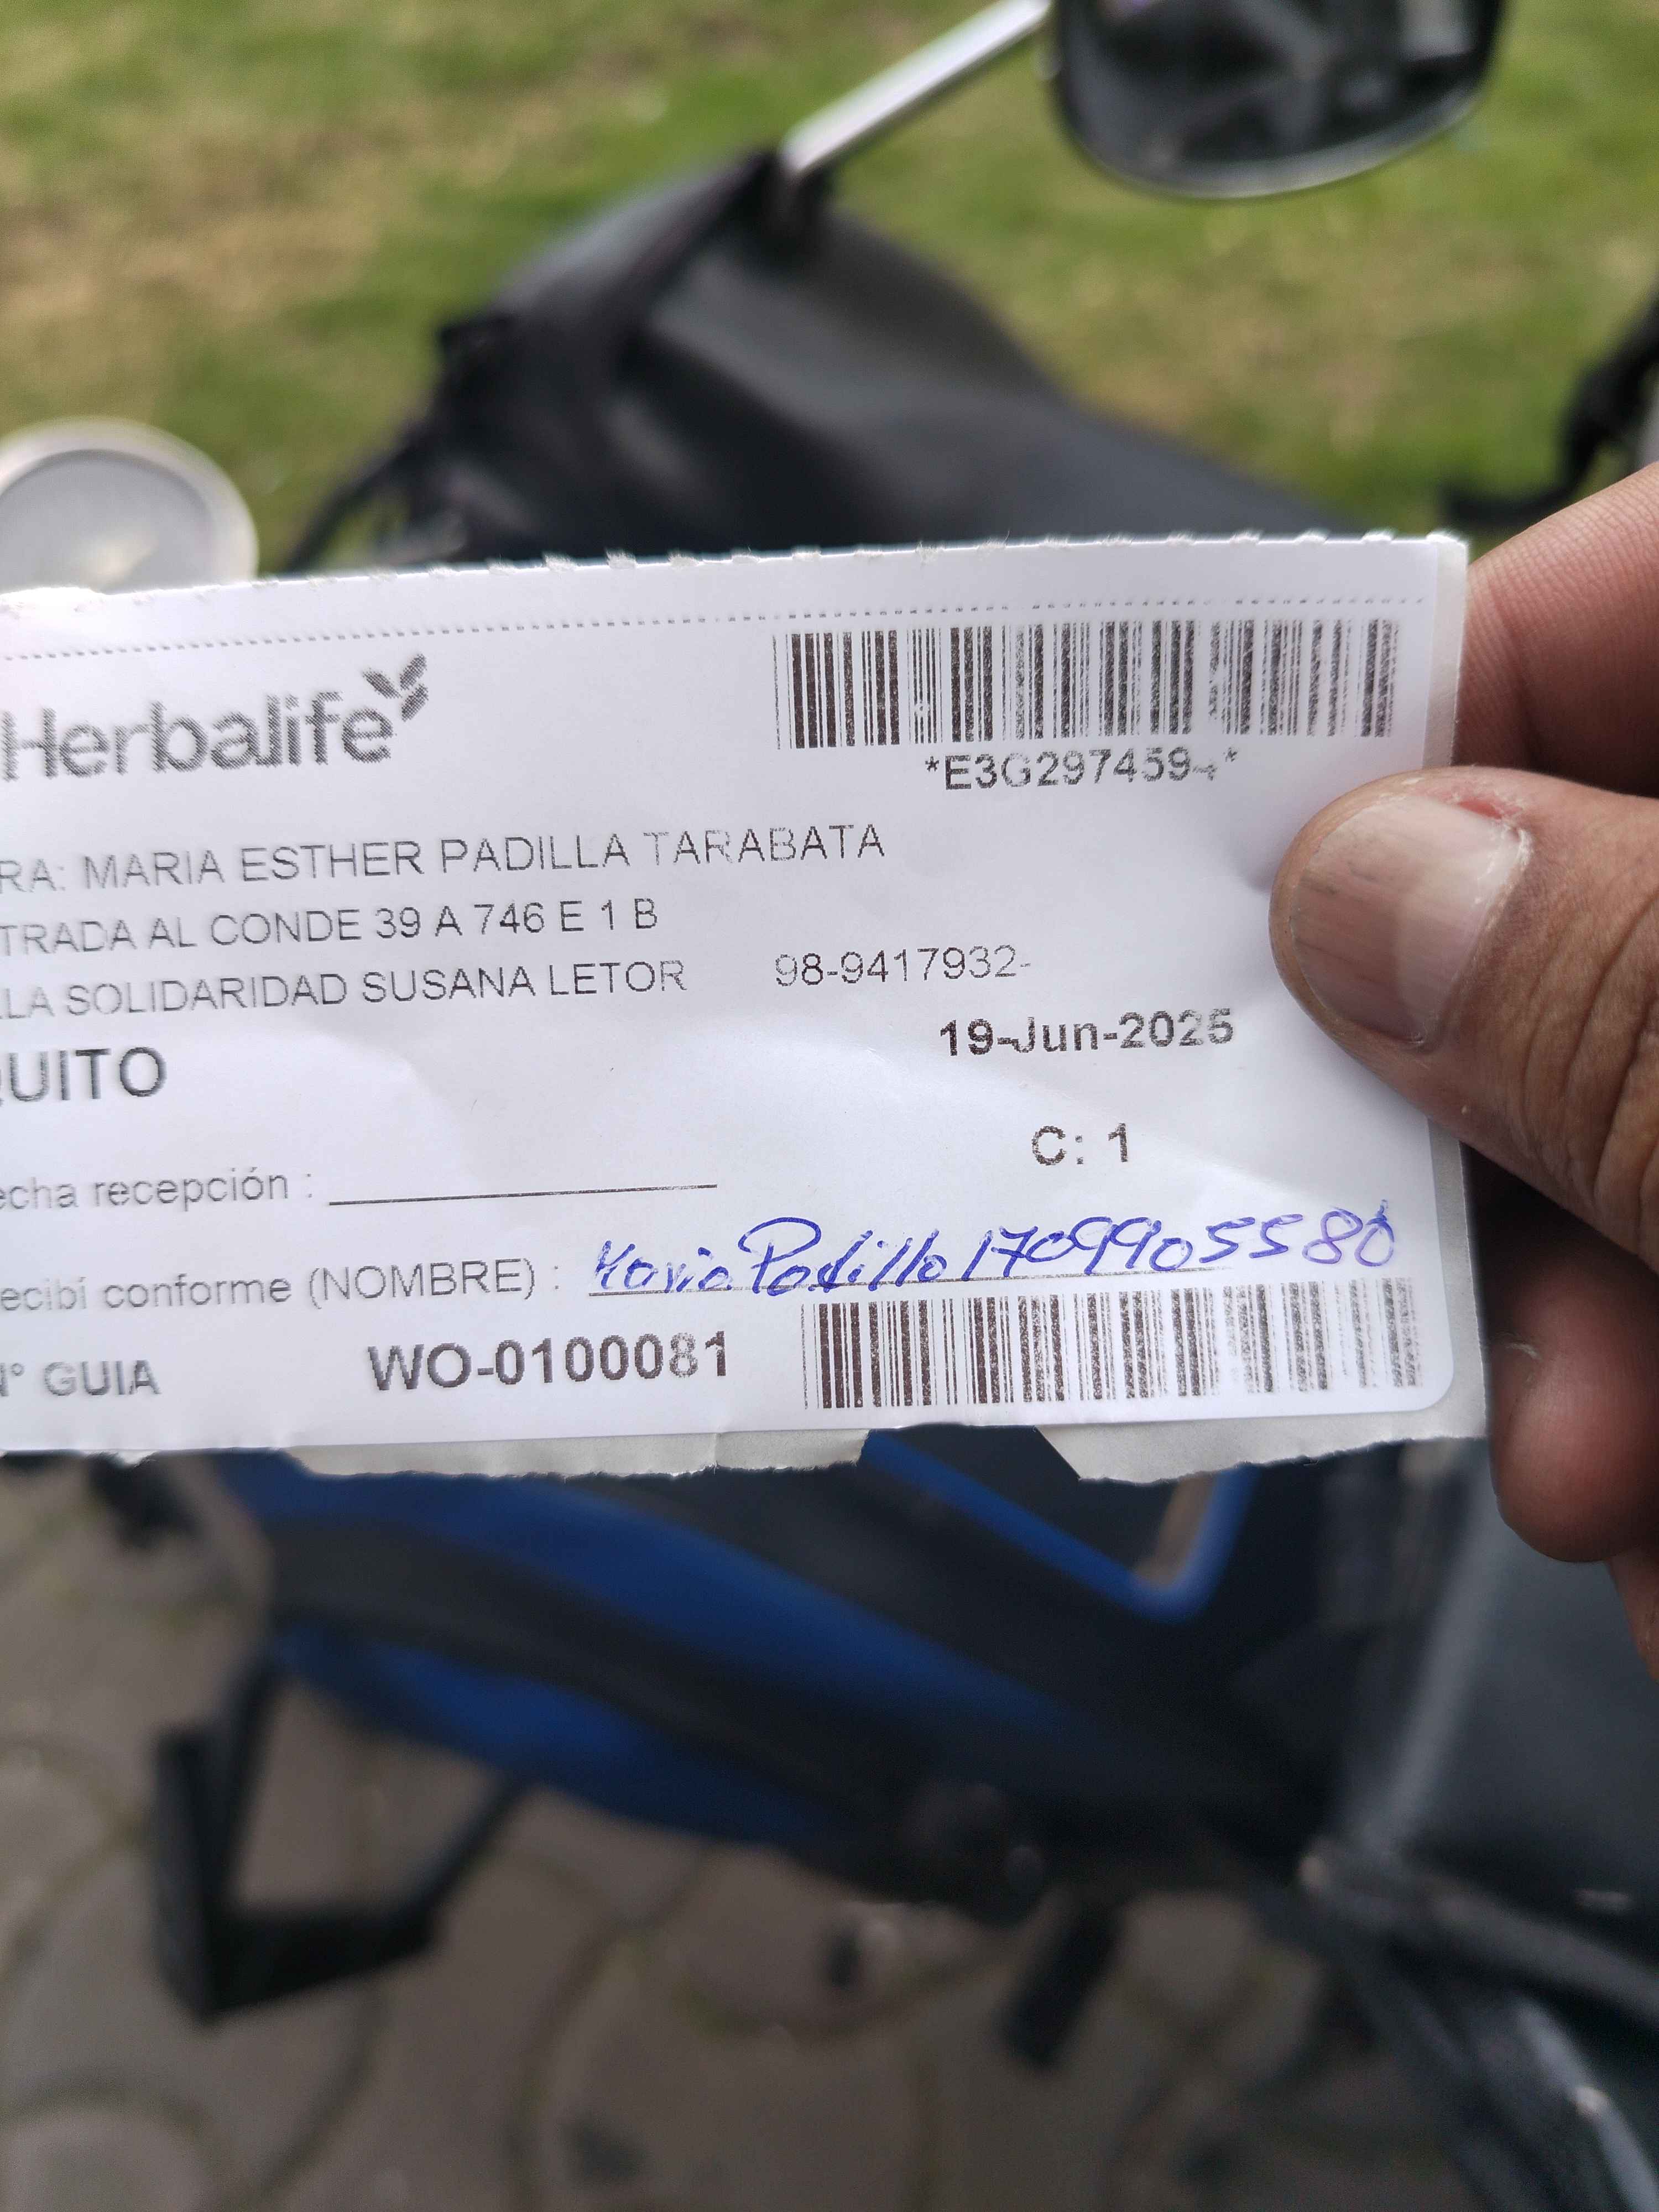 Herbalife
*E3G297459-*
RA: MARIA ESTHER PADILLA TARABATA
TRADA AL CONDE 39 A 746 E 1 B
LLA SOLIDARIDAD SUSANA LETOR 98-9417932-
19-Jun-2025
QUITO
C: 1
echa recepción :
ecibí conforme (NOMBRE) : Maria Padilla 1709905580
N° GUIA WO-0100081